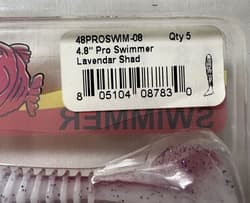 48PROSWIM-08 Qty 5
4.8" Pro Swimmer
Lavendar Shad
8 05104 08783 0
SWIMMER